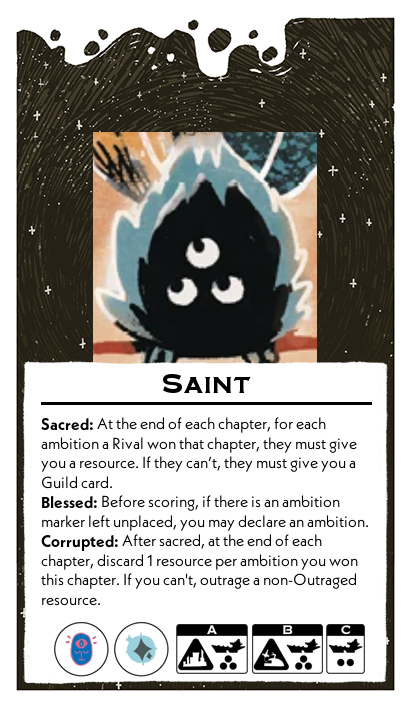 SAINT
Sacred: At the end of each chapter, for each
ambition a Rival won that chapter, they must give
you a resource. If they can't, they must give you a
Guild card.
Blessed: Before scoring, if there is an ambition
marker left unplaced, you may declare an ambition.
Corrupted: After sacred, at the end of each
chapter, discard 1 resource per ambition you won
this chapter. If you can't, outrage a non-Outraged
resource.
A B C